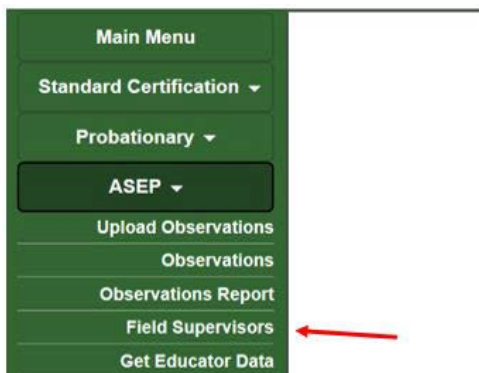 Main Menu
Standard Certification
Probationary
ASEP
Upload Observations
Observations
Observations Report
Field Supervisors
Get Educator Data